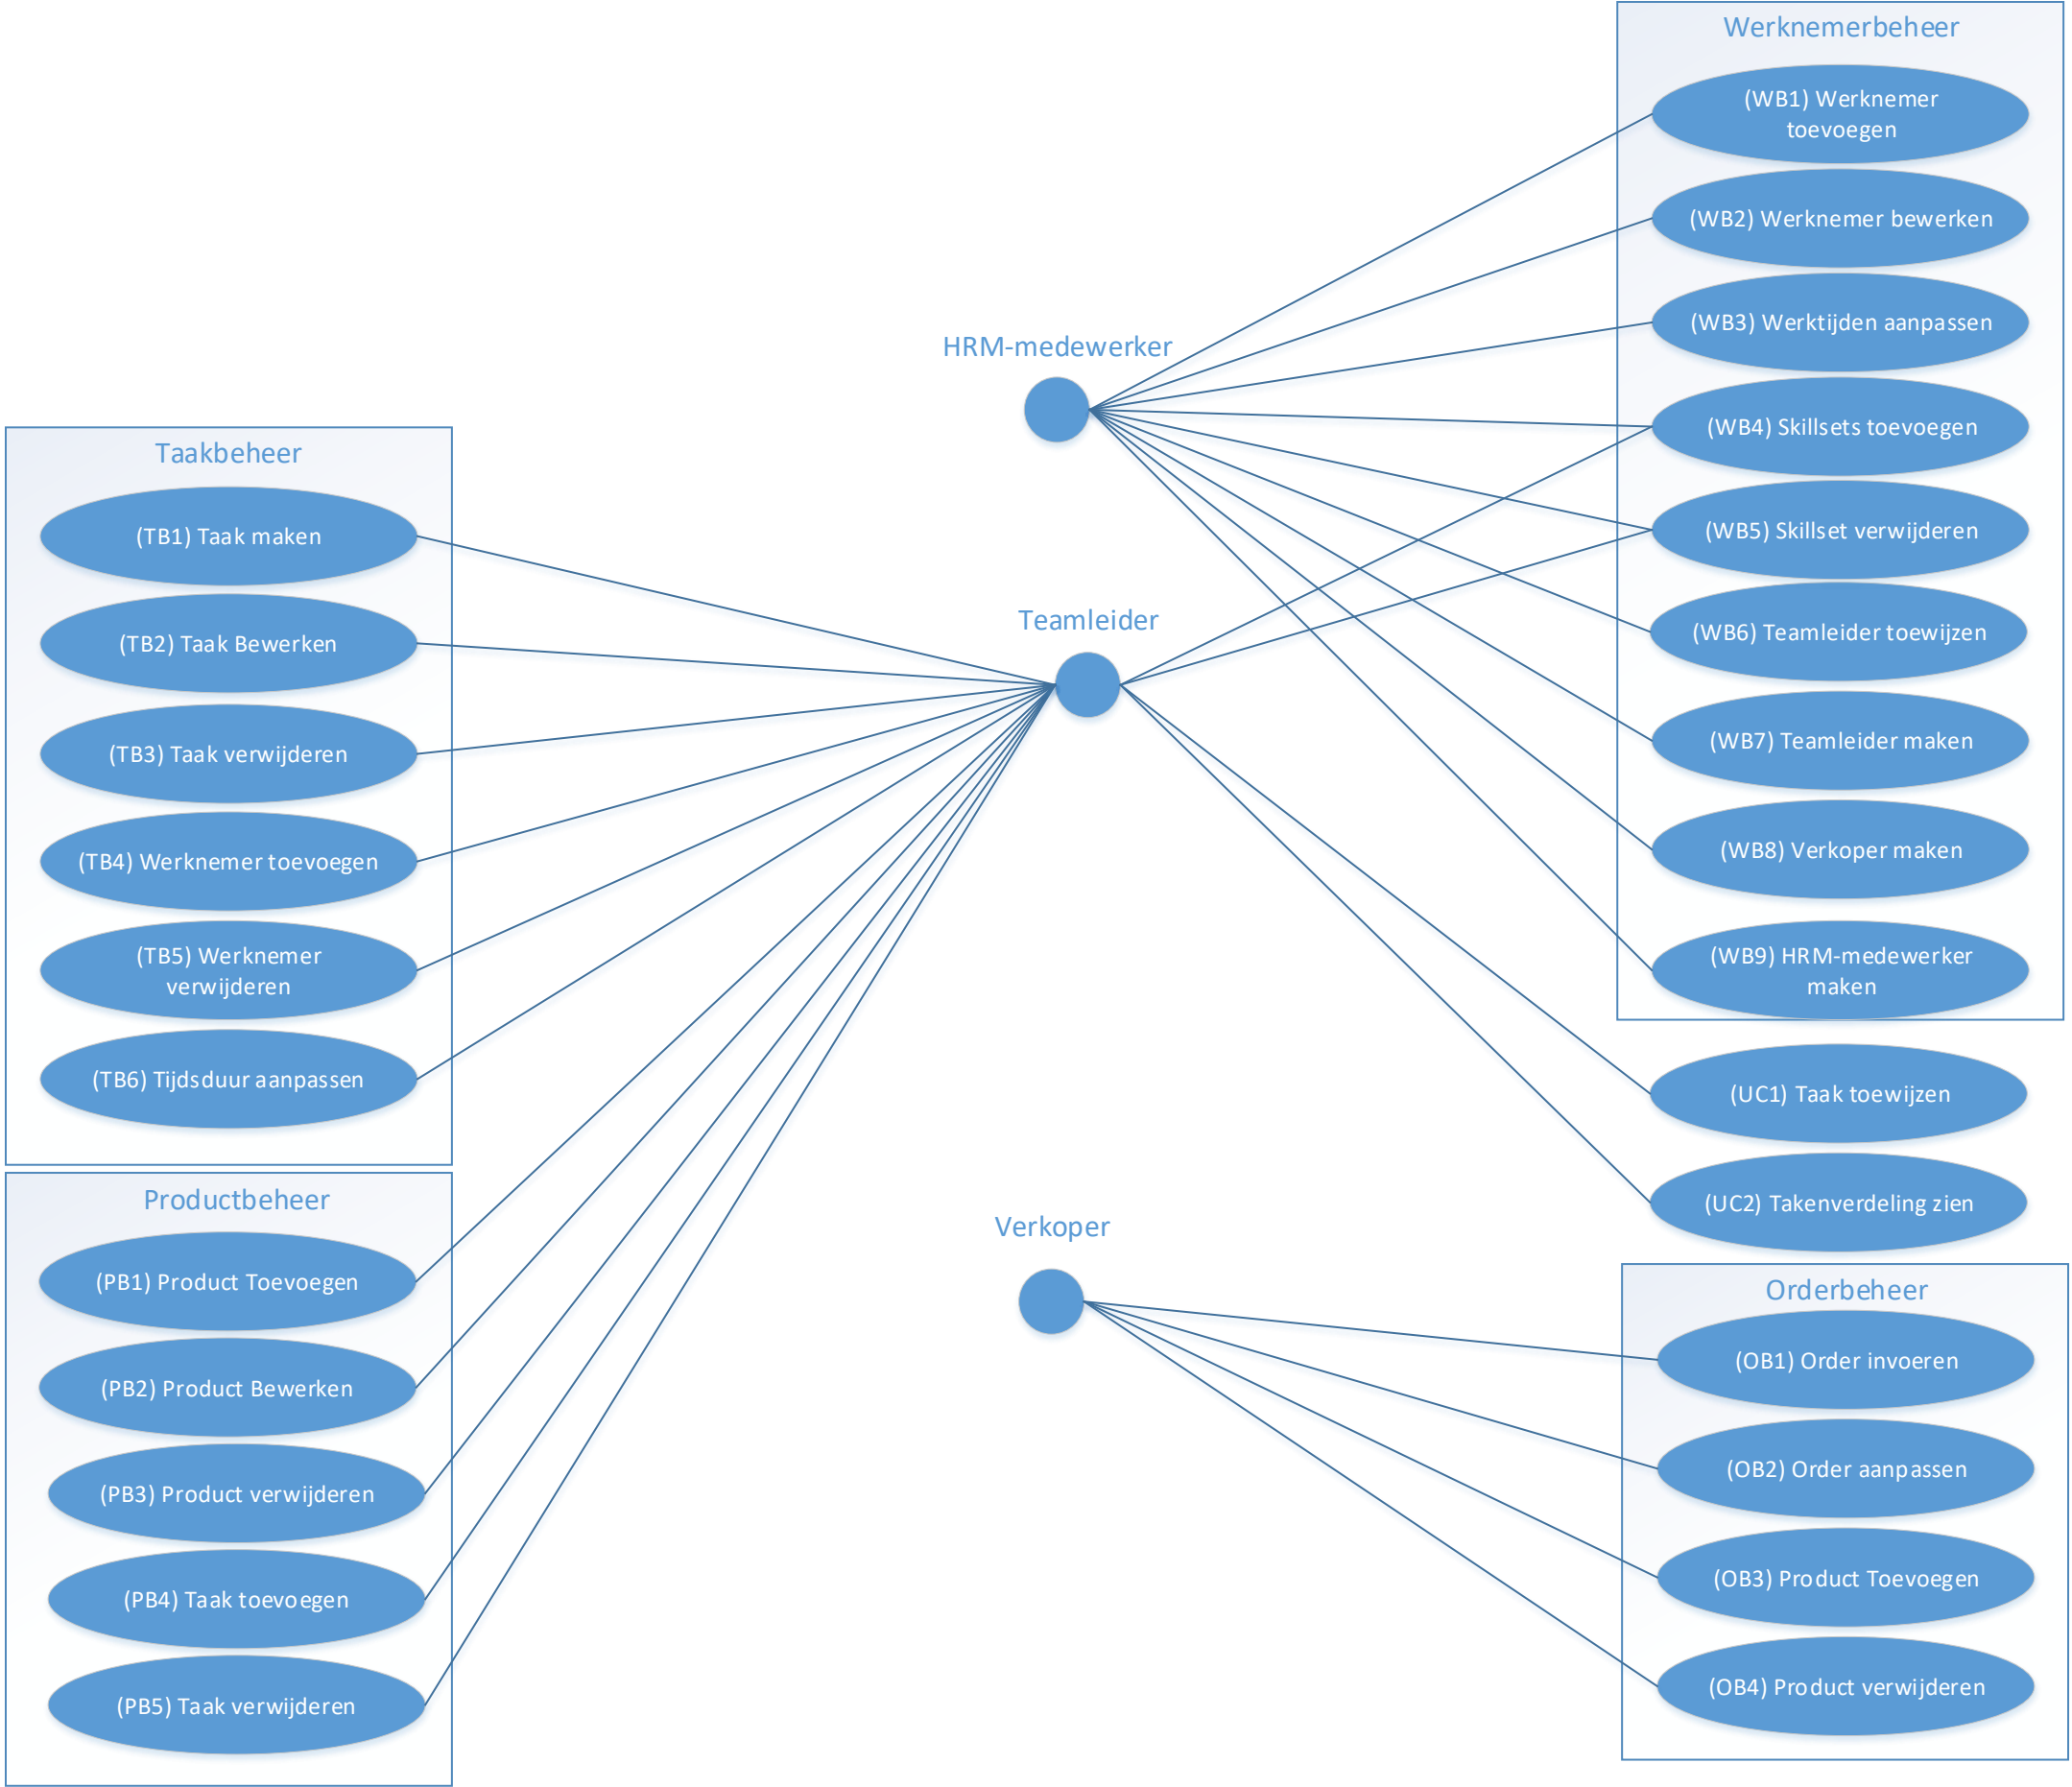 Werknemerbeheer
(WB1) Werknemer
toevoegen
(WB2) Werknemer bewerken
(WB3) Werktijden aanpassen
(WB4) Skillsets toevoegen
(WB5) Skillset verwijderen
(WB6) Teamleider toewijzen
(WB7) Teamleider maken
(WB8) Verkoper maken
(WB9) HRM-medewerker
maken
HRM-medewerker
Teamleider
Taakbeheer
(TB1) Taak maken
(TB2) Taak Bewerken
(TB3) Taak verwijderen
(TB4) Werknemer toevoegen
(TB5) Werknemer
verwijderen
(TB6) Tijdsduur aanpassen
(UC1) Taak toewijzen
(UC2) Takenverdeling zien
Productbeheer
(PB1) Product Toevoegen
(PB2) Product Bewerken
(PB3) Product verwijderen
(PB4) Taak toevoegen
(PB5) Taak verwijderen
Verkoper
Orderbeheer
(OB1) Order invoeren
(OB2) Order aanpassen
(OB3) Product Toevoegen
(OB4) Product verwijderen